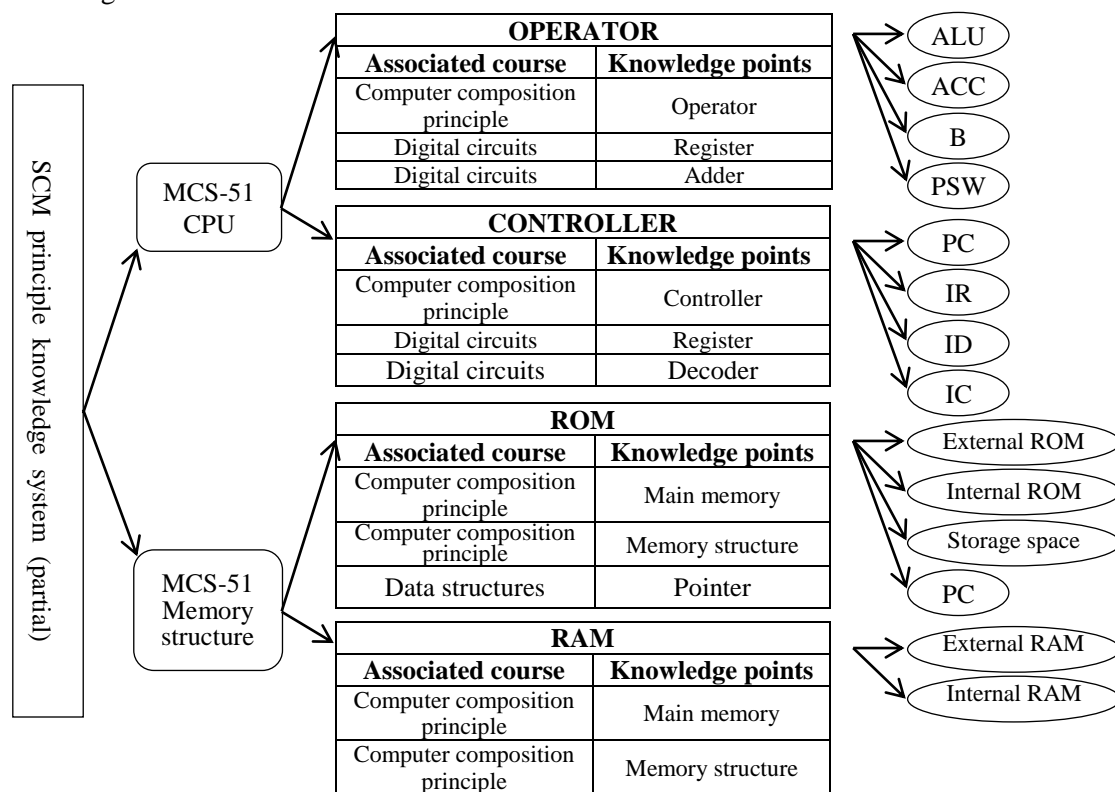 SCM principle knowledge system (partial)
MCS-51
CPU
OPERATOR
Associated course Knowledge points
Computer composition
principle
Operator
Digital circuits Register
Digital circuits Adder
ALU
ACC
B
PSW
CONTROLLER
Associated course Knowledge points
Computer composition
principle
Controller
Digital circuits Register
Digital circuits Decoder
PC
IR
ID
IC
MCS-51
Memory
structure
ROM
Associated course Knowledge points
Computer composition
principle
Main memory
Computer composition
principle
Memory structure
Data structures Pointer
External ROM
Internal ROM
Storage space
PC
RAM
Associated course Knowledge points
Computer composition
principle
Main memory
Computer composition
principle
Memory structure
External RAM
Internal RAM